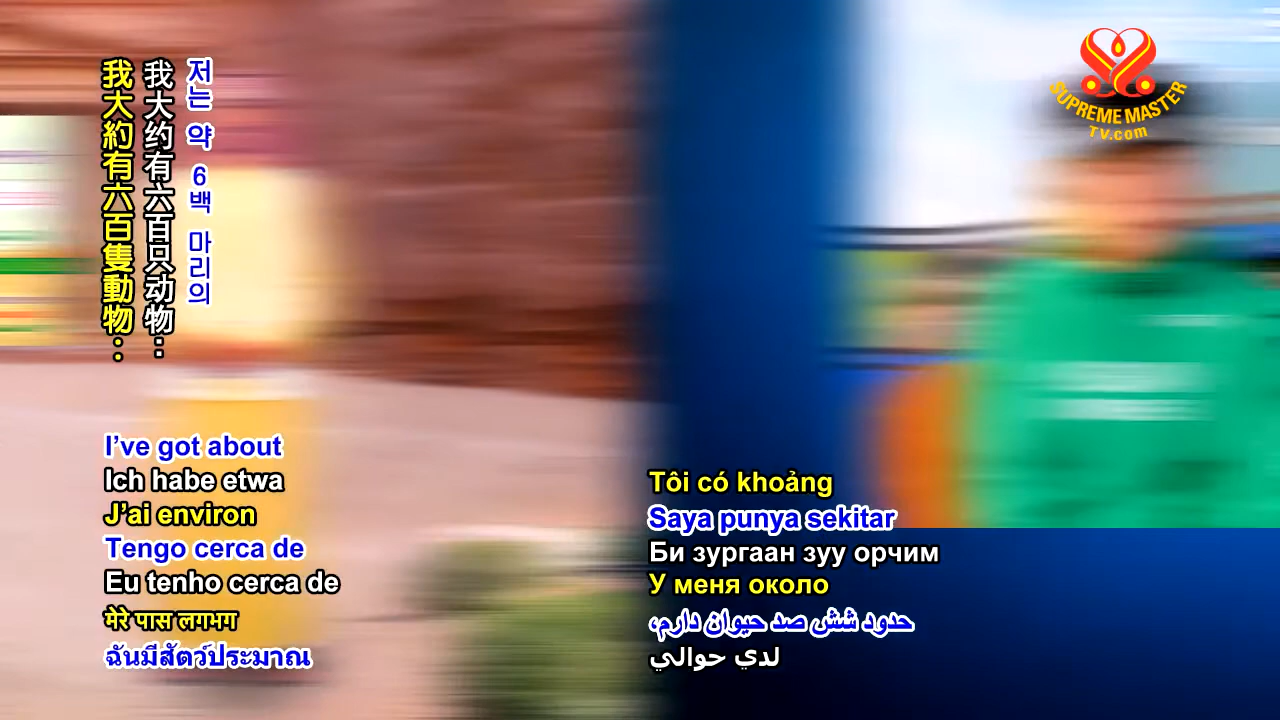 我大約有六百隻動物：
我大约有六百只动物：
저는 약 6백 마리의
I’ve got about
Ich habe etwa
J’ai environ
Tengo cerca de
Eu tenho cerca de
मेरे पास लगभग
ฉันมีสัตว์ประมาณ
Tôi có khoảng
Saya punya sekitar
Би зургаан зуу орчим
У меня около
حدود شش صد حیوان دارم،
لدي حوالي
SUPREME MASTER
TV.com